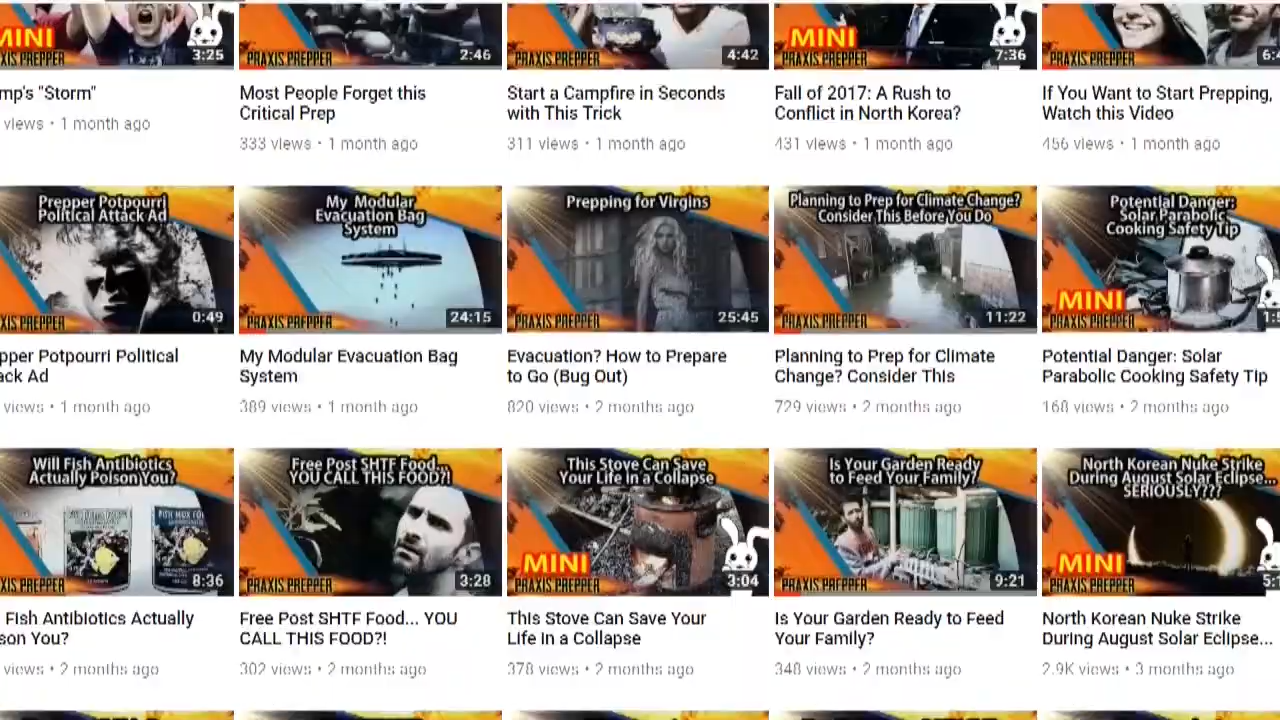 MINI
AXIS PREPPER
3:25
PRAXIS PREPPER
2:46
PRAXIS PREPPER
4:42
MINI
PRAXIS PREPPER
7:36
PRAXIS PREPPER
6:4
mp's "Storm"
views • 1 month ago
Most People Forget this
Critical Prep
333 views • 1 month ago
Start a Campfire in Seconds
with This Trick
311 views • 1 month ago
Fall of 2017: A Rush to
Conflict in North Korea?
431 views • 1 month ago
If You Want to Start Prepping,
Watch this Video
456 views • 1 month ago
Prepper Potpourri
Political Attack Ad
AXIS PREPPER
0:49
My Modular
Evacuation Bag
System
PRAXIS PREPPER
24:15
Prepping for Virgins
PRAXIS PREPPER
25:45
Planning to Prep for Climate Change?
Consider This Before You Do
PRAXIS PREPPER
11:22
Potential Danger:
Solar Parabolic
Cooking Safety Tip
MINI
PRAXIS PREPPER
1:5
pper Potpourri Political
ack Ad
views • 1 month ago
My Modular Evacuation Bag
System
389 views • 1 month ago
Evacuation? How to Prepare
to Go (Bug Out)
820 views • 2 months ago
Planning to Prep for Climate
Change? Consider This
729 views • 2 months ago
Potential Danger: Solar
Parabolic Cooking Safety Tip
168 views • 2 months ago
Will Fish Antibiotics
Actually Poison You?
FISH MOX FO
AXIS PREPPER
8:36
Free Post SHTF Food...
YOU CALL THIS FOOD?!
PRAXIS PREPPER
3:28
This Stove Can Save
Your Life in a Collapse
MINI
PRAXIS PREPPER
3:04
Is Your Garden Ready
to Feed Your Family?
PRAXIS PREPPER
9:21
North Korean Nuke Strike
During August Solar Eclipse...
SERIOUSLY???
MINI
PRAXIS PREPPER
5:1
Fish Antibiotics Actually
son You?
views • 2 months ago
Free Post SHTF Food... YOU
CALL THIS FOOD?!
302 views • 2 months ago
This Stove Can Save Your
Life in a Collapse
378 views • 2 months ago
Is Your Garden Ready to Feed
Your Family?
348 views • 2 months ago
North Korean Nuke Strike
During August Solar Eclipse...
2.9K views • 3 months ago